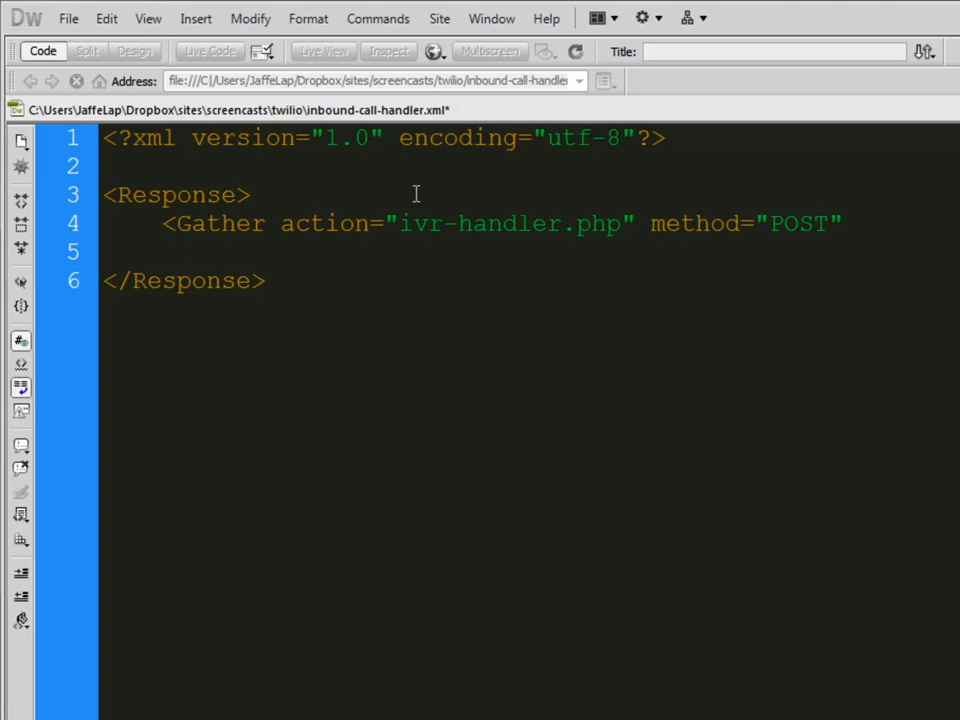 Dw File Edit View Insert Modify Format Commands Site Window Help
Code Split Design Live Code Live View Inspect Multiscreen Title:
Address: file:///C|/Users/JaffeLap/Dropbox/sites/screencasts/twilio/inbound-call-handler
C:\Users\JaffeLap\Dropbox\sites\screencasts\twilio\inbound-call-handler.xml*
1 <?xml version="1.0" encoding="utf-8"?>
2
3 <Response>
4 <Gather action="ivr-handler.php" method="POST"
5
6 </Response>